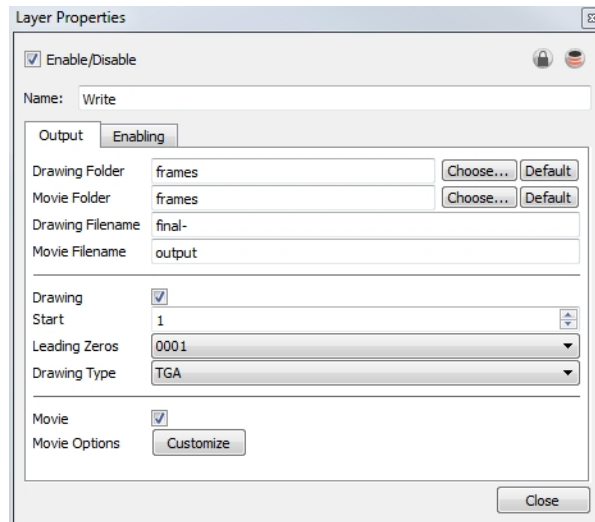 Layer Properties
Enable/Disable
Name: Write
Output Enabling
Drawing Folder frames Choose... Default
Movie Folder frames Choose... Default
Drawing Filename final-
Movie Filename output
Drawing
Start 1
Leading Zeros 0001
Drawing Type TGA
Movie
Movie Options Customize
Close